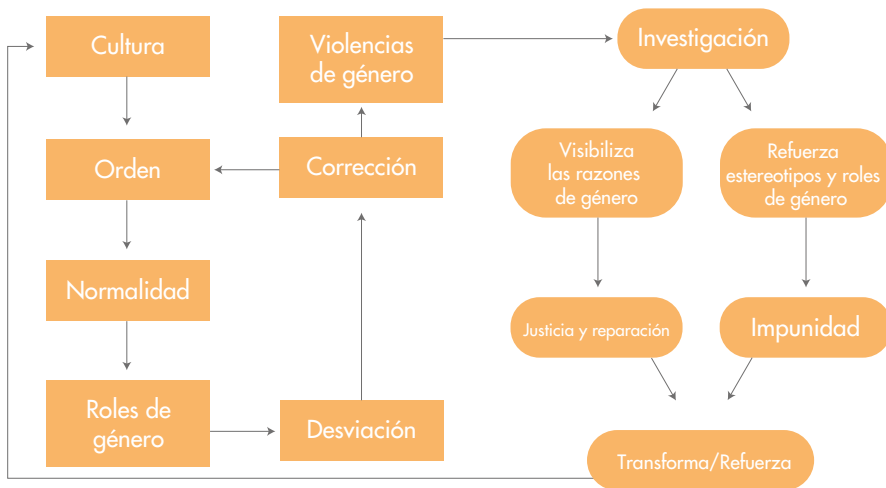 Cultura
Orden
Normalidad
Roles de
género
Desviación
Corrección
Violencias
de género
Investigación
Visibiliza
las razones
de género
Refuerza
estereotipos y roles
de género
Justicia y reparación
Impunidad
Transforma/Refuerza